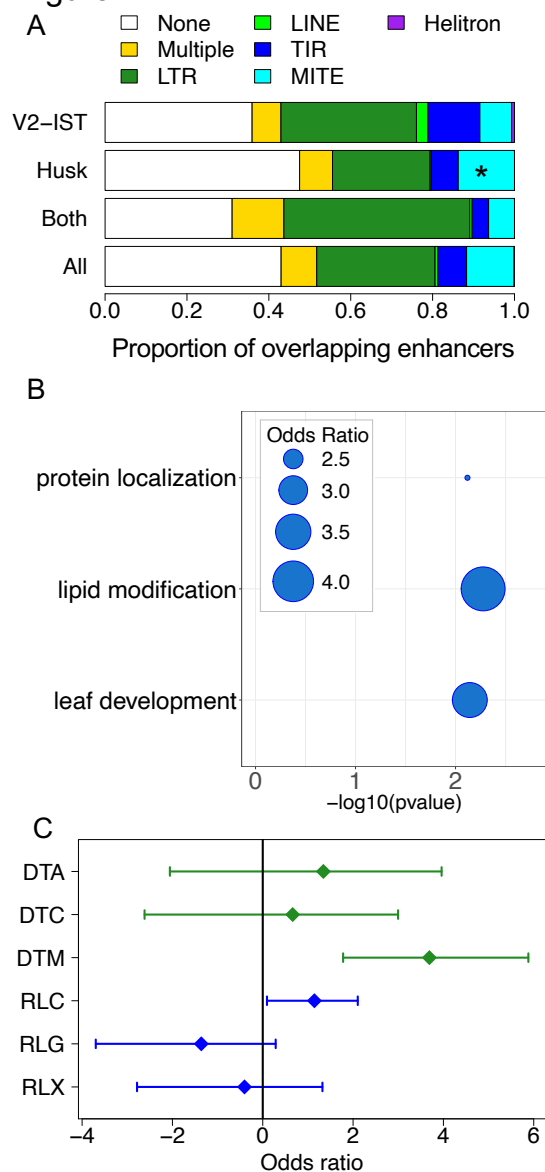 A
None
LINE
Helitron
Multiple
TIR
LTR
MITE
V2-IST
Husk
*
Both
All
0.0 0.2 0.4 0.6 0.8 1.0
Proportion of overlapping enhancers
B
Odds Ratio
2.5
3.0
3.5
4.0
protein localization
lipid modification
leaf development
0 1 2
-log10(pvalue)
C
DTA
DTC
DTM
RLC
RLG
RLX
−4 −2 0 2 4 6
Odds ratio